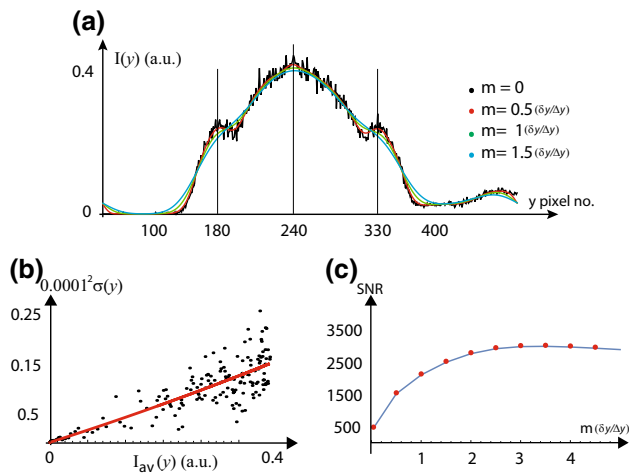 (a)
I(y) (a.u.)
0.4
0
100
180
240
330
400
y pixel no.
m = 0
m = 0.5 (δy/Δy)
m = 1 (δy/Δy)
m = 1.5 (δy/Δy)
(b)
0.0001²σ(y)
0.25
0.15
0.5
0
0.4
I_av(y) (a.u.)
(c)
SNR
3500
2500
1500
500
1
2
3
4
m (δy/Δy)